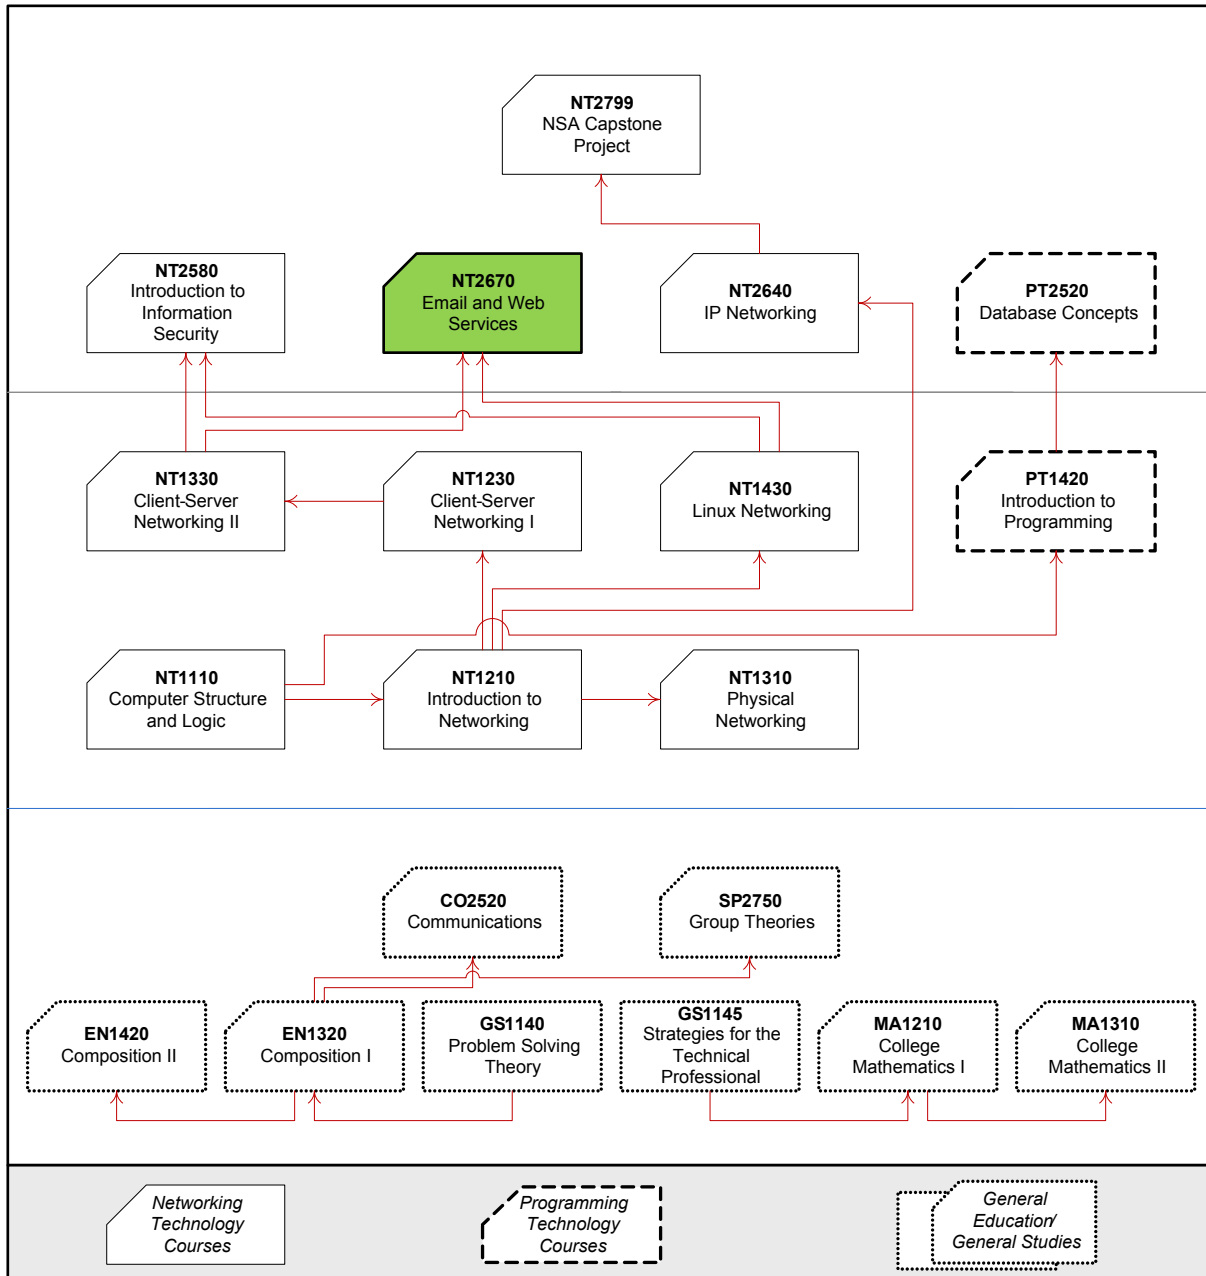 NT2799
NSA Capstone
Project
NT2580
Introduction to
Information
Security
NT2670
Email and Web
Services
NT2640
IP Networking
PT2520
Database Concepts
NT1330
Client-Server
Networking II
NT1230
Client-Server
Networking I
NT1430
Linux Networking
PT1420
Introduction to
Programming
NT1110
Computer Structure
and Logic
NT1210
Introduction to
Networking
NT1310
Physical
Networking
CO2520
Communications
SP2750
Group Theories
EN1420
Composition II
EN1320
Composition I
GS1140
Problem Solving
Theory
GS1145
Strategies for the
Technical
Professional
MA1210
College
Mathematics I
MA1310
College
Mathematics II
Networking
Technology
Courses
Programming
Technology
Courses
General
Education/
General Studies